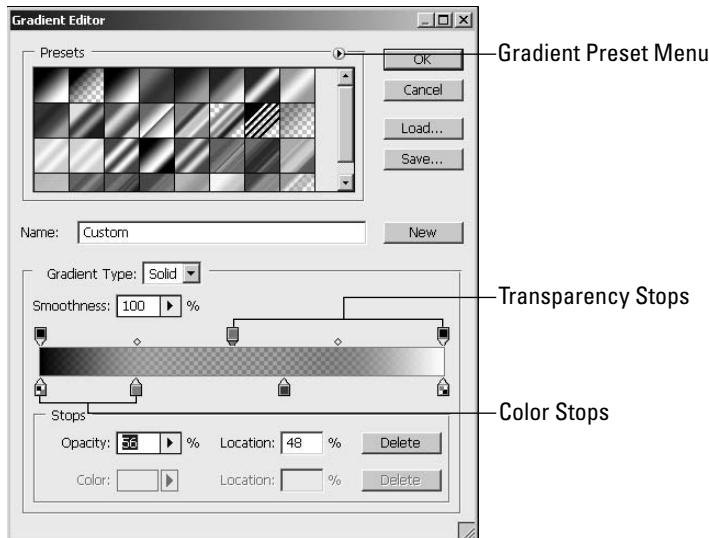 Gradient Editor
Presets
OK
Gradient Preset Menu
Cancel
Load...
Save...
Name: Custom
New
Gradient Type: Solid
Smoothness: 100 %
Transparency Stops
Color Stops
Stops
Opacity: 56 % Location: 48 % Delete
Color: Location: % Delete